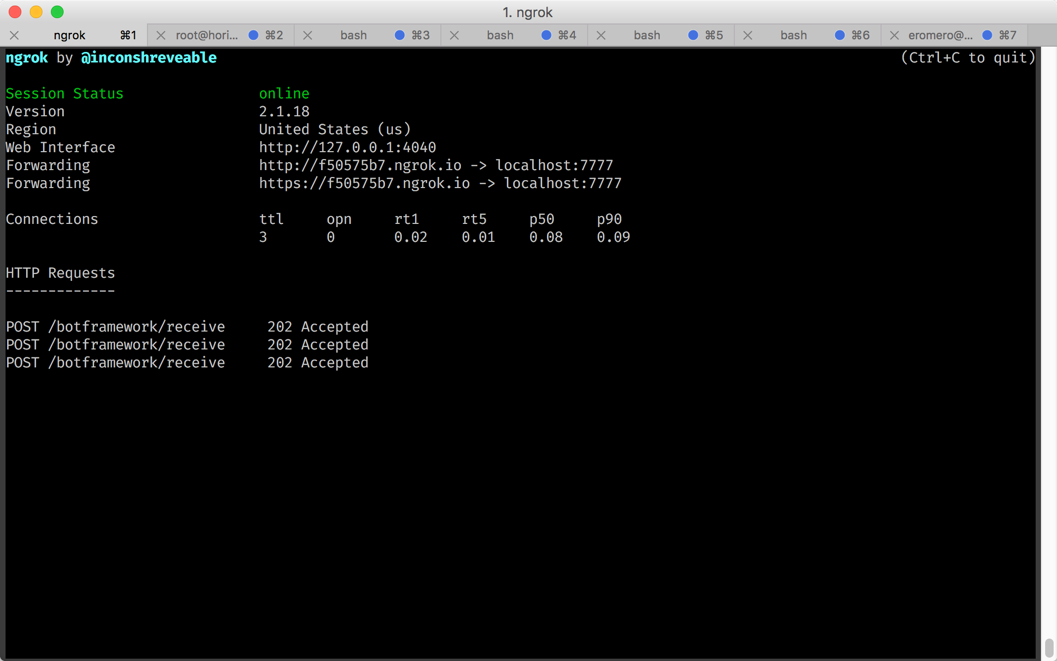 1. ngrok
ngrok ⌘1 root@hori... ⌘2 bash ⌘3 bash ⌘4 bash ⌘5 bash ⌘6 eromero@... ⌘7
ngrok by @inconshreveable (Ctrl+C to quit)
Session Status online
Version 2.1.18
Region United States (us)
Web Interface http://127.0.0.1:4040
Forwarding http://f50575b7.ngrok.io -> localhost:7777
Forwarding https://f50575b7.ngrok.io -> localhost:7777
Connections ttl opn rt1 rt5 p50 p90
3 0 0.02 0.01 0.08 0.09
HTTP Requests
-------------
POST /botframework/receive 202 Accepted
POST /botframework/receive 202 Accepted
POST /botframework/receive 202 Accepted